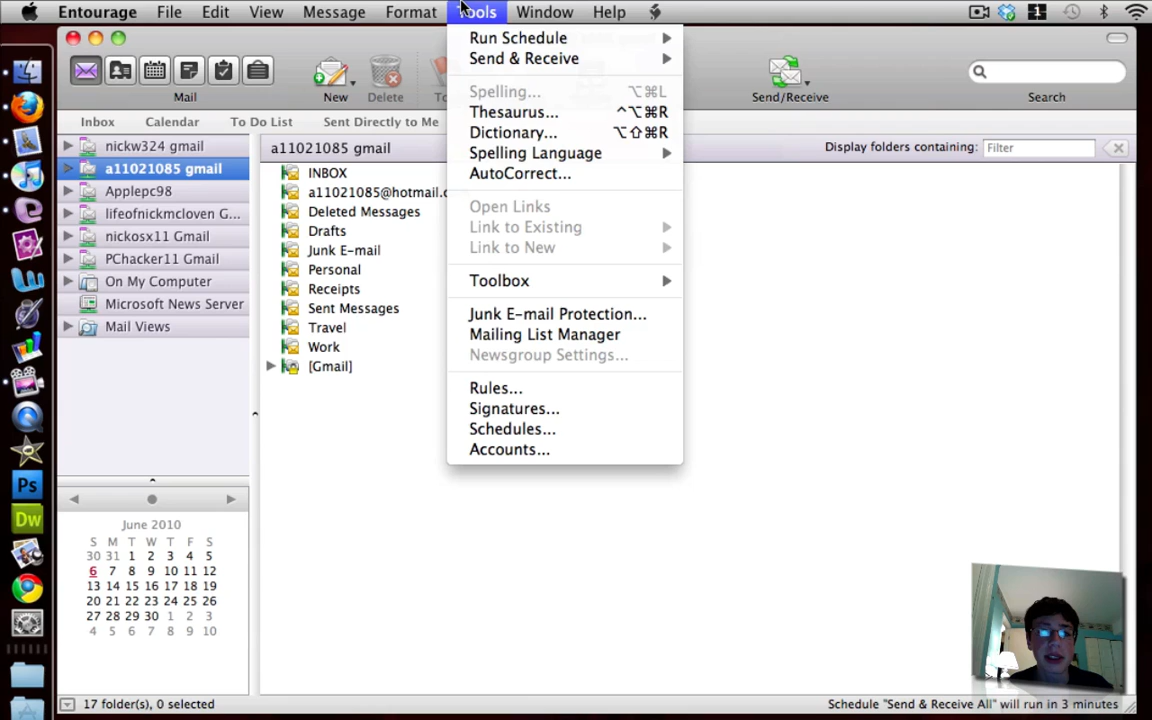 Entourage File Edit View Message Format Tools Window Help 1
New
Delete
Send/Receive
Mail
Search
Inbox Calendar To Do List Sent Directly to Me
nickw324 gmail
a11021085 gmail
Applepc98
lifeofnickmcloven G...
nickosx11 Gmail
PChacker11 Gmail
On My Computer
Microsoft News Server
Mail Views
June 2010
S M T W T F S
30 31 1 2 3 4 5
6 7 8 9 10 11 12
13 14 15 16 17 18 19
20 21 22 23 24 25 26
27 28 29 30 1 2 3
4 5 6 7 8 9 10
a11021085 gmail
Display folders containing: Filter
INBOX
a11021085@hotmail.c
Deleted Messages
Drafts
Junk E-mail
Personal
Receipts
Sent Messages
Travel
Work
[Gmail]
Run Schedule
Send & Receive
Spelling... ⌥⌘L
Thesaurus... ^⌥⌘R
Dictionary... ⌥⇧⌘R
Spelling Language
AutoCorrect...
Open Links
Link to Existing
Link to New
Toolbox
Junk E-mail Protection...
Mailing List Manager
Newsgroup Settings...
Rules...
Signatures...
Schedules...
Accounts...
Ps
Dw
17 folder(s), 0 selected
Schedule "Send & Receive All" will run in 3 minutes